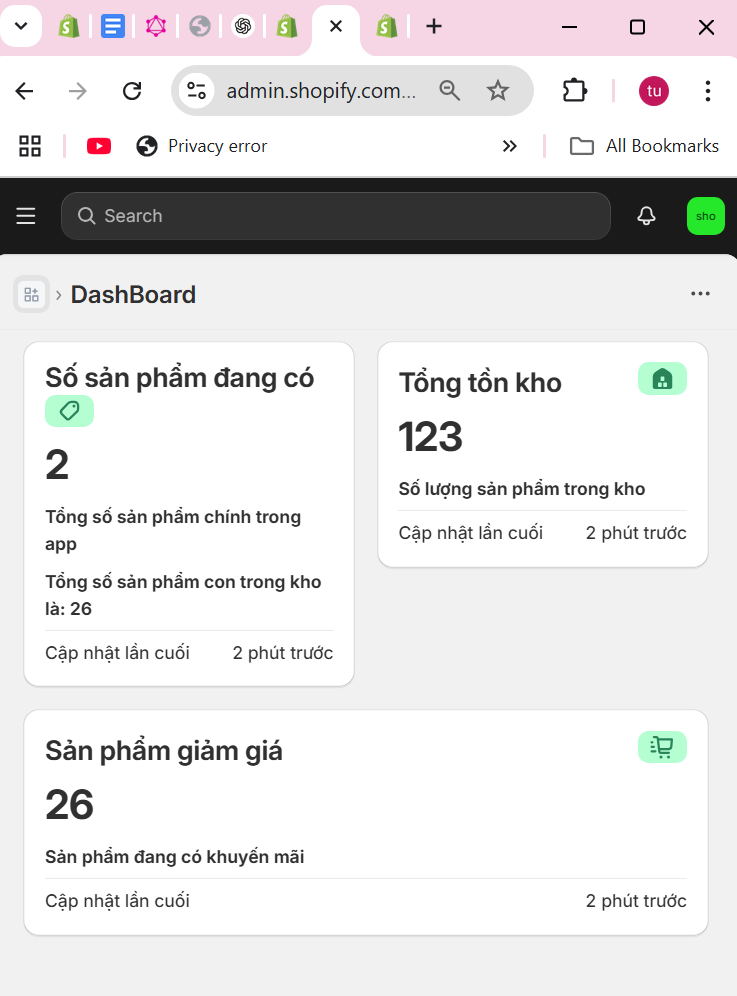 admin.shopify.com...
tu
Privacy error
»
All Bookmarks
Search
sho
› DashBoard
Số sản phẩm đang có
2
Tổng số sản phẩm chính trong
app
Tổng số sản phẩm con trong kho
là: 26
Cập nhật lần cuối 2 phút trước
Tổng tồn kho
123
Số lượng sản phẩm trong kho
Cập nhật lần cuối 2 phút trước
Sản phẩm giảm giá
26
Sản phẩm đang có khuyến mãi
Cập nhật lần cuối 2 phút trước